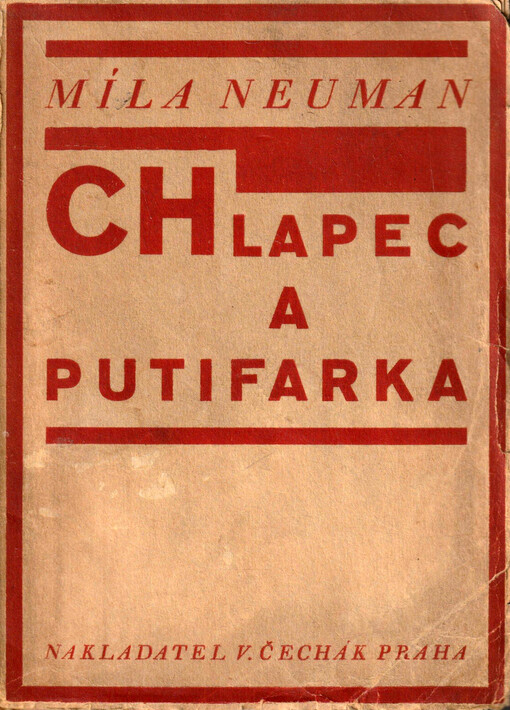 MÍLA NEUMAN
CHLAPEC
A
PUTIFARKA
NAKLADATEL V. ČECHÁK PRAHA